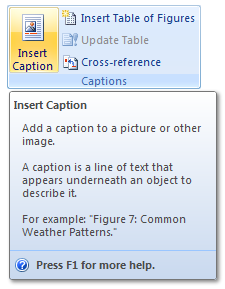 Insert Caption
Insert Table of Figures
Update Table
Cross-reference
Captions
Insert Caption
Add a caption to a picture or other
image.
A caption is a line of text that
appears underneath an object to
describe it.
For example: "Figure 7: Common
Weather Patterns."
Press F1 for more help.